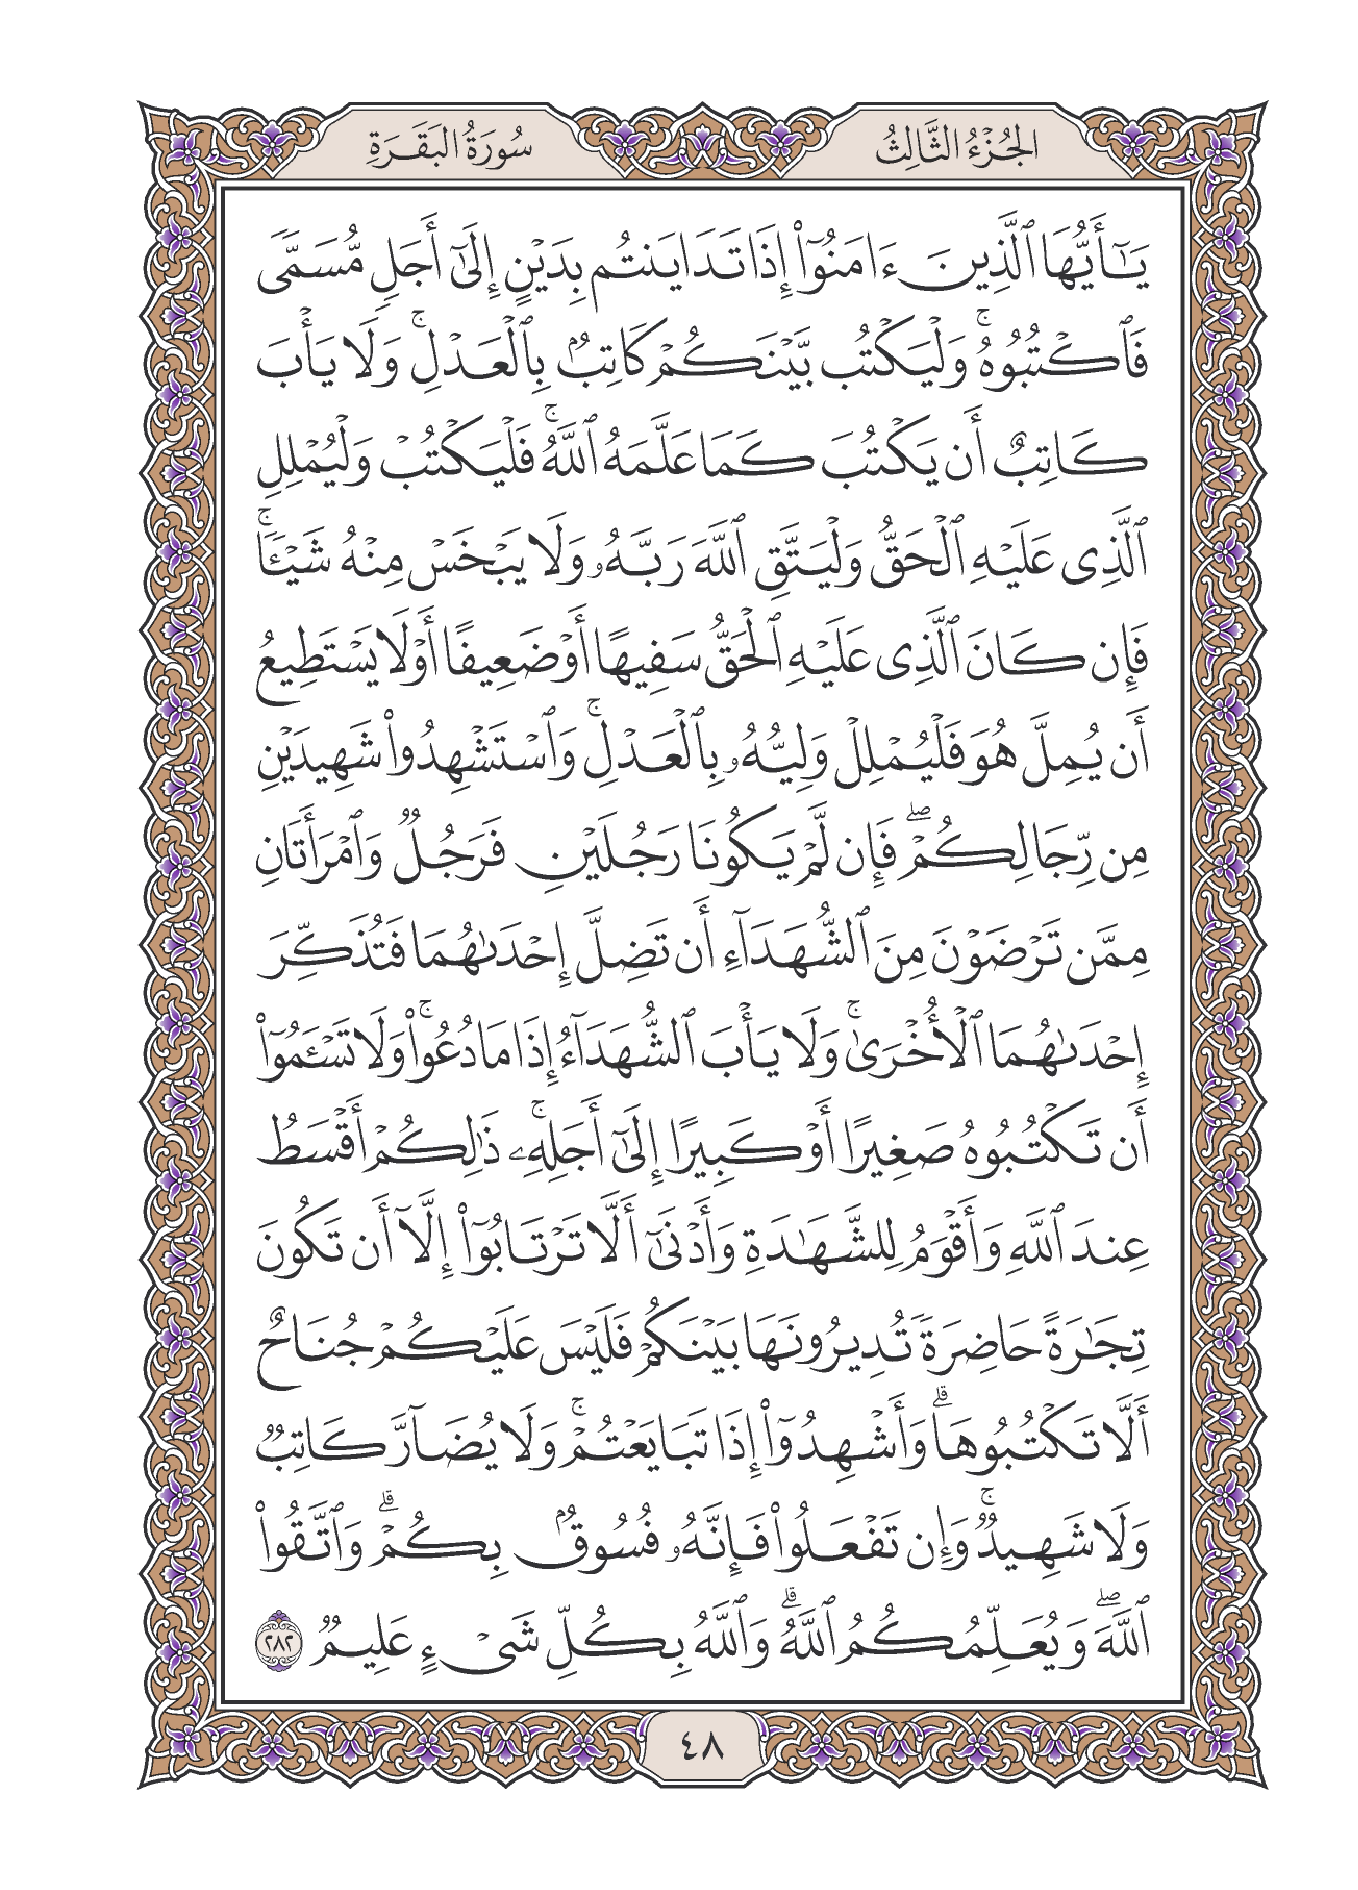 الجُزْءُ الثَّالِثُ
سُورَةُ البَقَرَةِ
يَـٰٓأَيُّهَا ٱلَّذِينَ ءَامَنُوٓا۟ إِذَا تَدَايَنتُم بِدَيْنٍ إِلَىٰٓ أَجَلٍ مُّسَمًّى
فَٱكْتُبُوهُ ۚ وَلْيَكْتُب بَّيْنَكُمْ كَاتِبٌۢ بِٱلْعَدْلِ ۚ وَلَا يَأْبَ
كَاتِبٌ أَن يَكْتُبَ كَمَا عَلَّمَهُ ٱللَّهُ ۚ فَلْيَكْتُبْ وَلْيُمْلِلِ
ٱلَّذِى عَلَيْهِ ٱلْحَقُّ وَلْيَتَّقِ ٱللَّهَ رَبَّهُۥ وَلَا يَبْخَسْ مِنْهُ شَيْـًٔا ۚ
فَإِن كَانَ ٱلَّذِى عَلَيْهِ ٱلْحَقُّ سَفِيهًا أَوْ ضَعِيفًا أَوْ لَا يَسْتَطِيعُ
أَن يُمِلَّ هُوَ فَلْيُمْلِلْ وَلِيُّهُۥ بِٱلْعَدْلِ ۚ وَٱسْتَشْهِدُوا۟ شَهِيدَيْنِ
مِن رِّجَالِكُمْ ۖ فَإِن لَّمْ يَكُونَا رَجُلَيْنِ فَرَجُلٌ وَٱمْرَأَتَانِ
مِمَّن تَرْضَوْنَ مِنَ ٱلشُّهَدَآءِ أَن تَضِلَّ إِحْدَىٰهُمَا فَتُذَكِّرَ
إِحْدَىٰهُمَا ٱلْأُخْرَىٰ ۚ وَلَا يَأْبَ ٱلشُّهَدَآءُ إِذَا مَا دُعُوا۟ ۚ وَلَا تَسْـَٔمُوٓا۟
أَن تَكْتُبُوهُ صَغِيرًا أَوْ كَبِيرًا إِلَىٰٓ أَجَلِهِۦ ۚ ذَٰلِكُمْ أَقْسَطُ
عِندَ ٱللَّهِ وَأَقْوَمُ لِلشَّهَـٰدَةِ وَأَدْنَىٰٓ أَلَّا تَرْتَابُوٓا۟ إِلَّآ أَن تَكُونَ
تِجَـٰرَةً حَاضِرَةً تُدِيرُونَهَا بَيْنَكُمْ فَلَيْسَ عَلَيْكُمْ جُنَاحٌ
أَلَّا تَكْتُبُوهَا ۗ وَأَشْهِدُوٓا۟ إِذَا تَبَايَعْتُمْ ۚ وَلَا يُضَآرَّ كَاتِبٌ
وَلَا شَهِيدٌ ۚ وَإِن تَفْعَلُوا۟ فَإِنَّهُۥ فُسُوقٌۢ بِكُمْ ۗ وَٱتَّقُوا۟
ٱللَّهَ ۖ وَيُعَلِّمُكُمُ ٱللَّهُ ۗ وَٱللَّهُ بِكُلِّ شَىْءٍ عَلِيمٌ ٢٨٢
٤٨